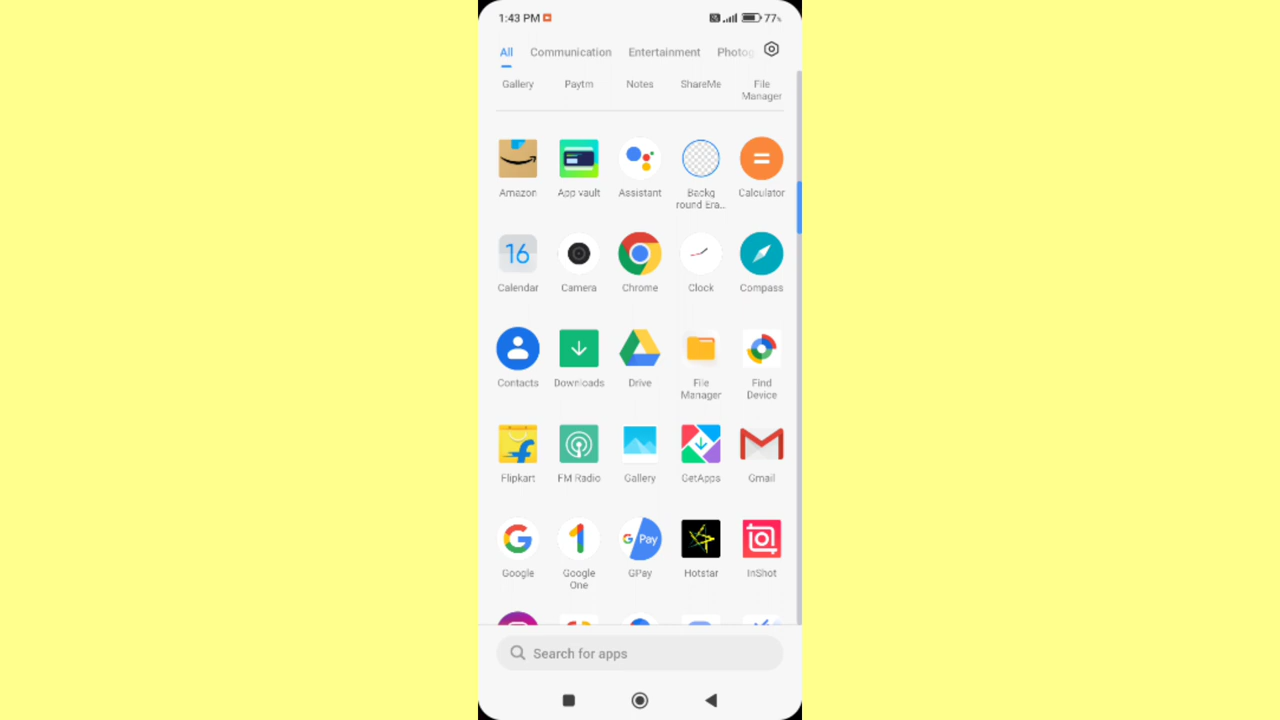 1:43 PM 77%
All Communication Entertainment Photog
Gallery Paytm Notes ShareMe File
Manager
Amazon App vault Assistant Backg Calculator
round Era...
16
Calendar Camera Chrome Clock Compass
Contacts Downloads Drive File Find
Manager Device
Flipkart FM Radio Gallery GetApps Gmail
G Pay
Google Google GPay Hotstar InShot
One
Search for apps